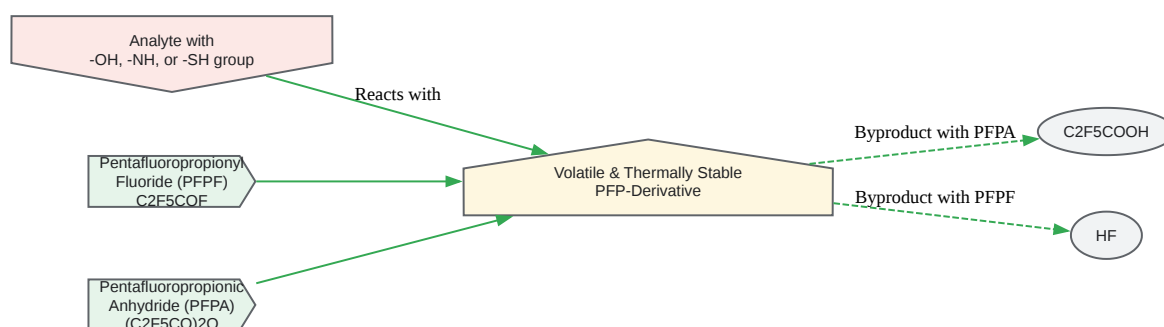 Analyte with
-OH, -NH, or -SH group
Reacts with
Pentafluoropropionyl
Fluoride (PFPF)
C2F5COF
Volatile & Thermally Stable
PFP-Derivative
Byproduct with PFPA
C2F5COOH
Byproduct with PFPF
HF
Pentafluoropropionic
Anhydride (PFPA)
(C2F5CO)2O